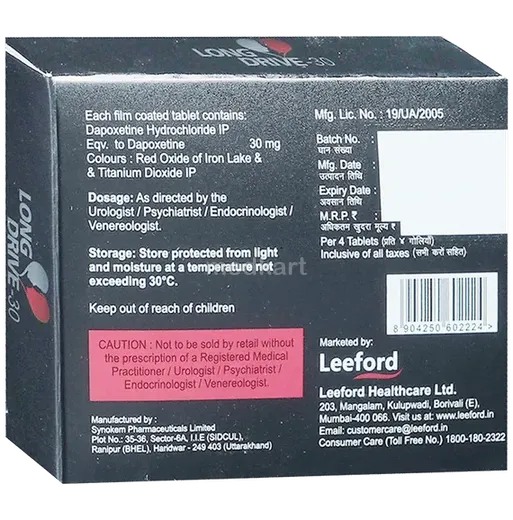 LONG
DRIVE-30
LONG
DRIVE-30
Each film coated tablet contains:
Dapoxetine Hydrochloride IP
Eqv. to Dapoxetine 30 mg
Colours : Red Oxide of Iron Lake &
& Titanium Dioxide IP
Dosage: As directed by the
Urologist / Psychiatrist / Endocrinologist /
Venereologist.
Storage: Store protected from light
and moisture at a temperature not
exceeding 30°C.
Keep out of reach of children
CAUTION : Not to be sold by retail without
the prescription of a Registered Medical
Practitioner / Urologist / Psychiatrist /
Endocrinologist / Venereologist.
Manufactured by :
Synokem Pharmaceuticals Limited
Plot No.: 35-36, Sector-6A, I.I.E (SIDCUL),
Ranipur (BHEL), Haridwar - 249 403 (Uttarakhand)
Mfg. Lic. No. : 19/UA/2005
Batch No. :
घान संख्या
Mfg. Date :
उत्पादन तिथि
Expiry Date :
अवसान तिथि
M.R.P. ₹ :
अधिकतम खुदरा मूल्य ₹
Per 4 Tablets (प्रति ४ गोलियाँ)
Inclusive of all taxes (सभी करों सहित)
8 904250 602224 >
Marketed by:
Leeford
Leeford Healthcare Ltd.
203, Mangalam, Kulupwadi, Borivali (E),
Mumbai-400 066. Visit us at: www.leeford.in
Email: customercare@leeford.in
Consumer Care (Toll Free No.) 1800-180-2322